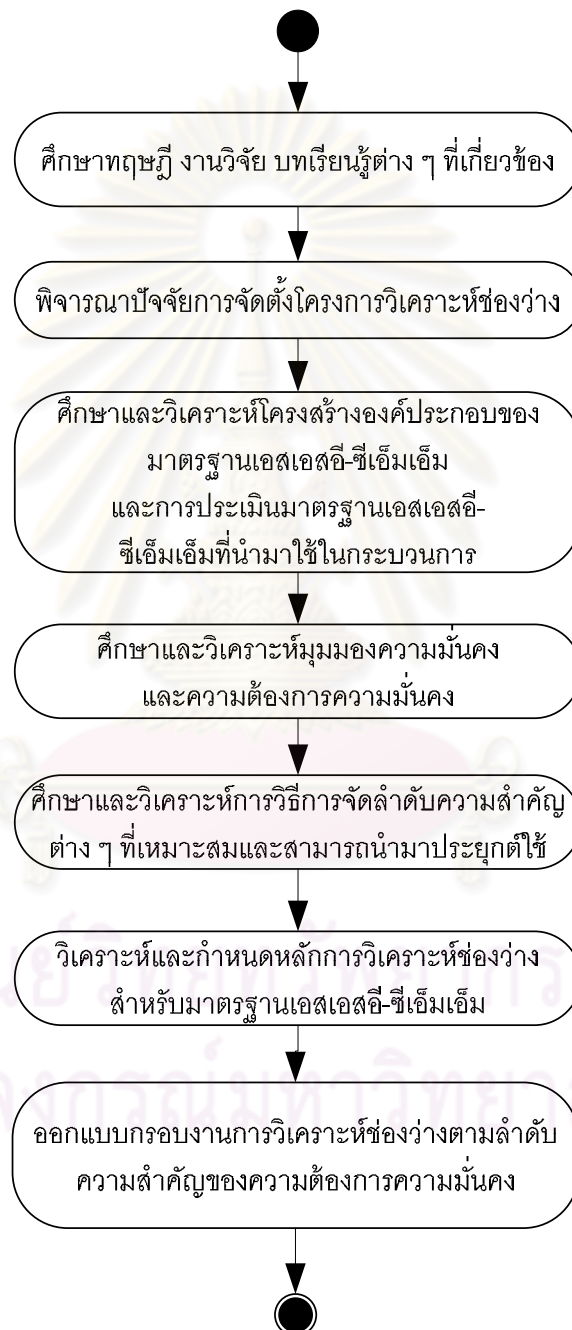 ศึกษาทฤษฎี งานวิจัย บทเรียนรู้ต่าง ๆ ที่เกี่ยวข้อง
พิจารณาปัจจัยการจัดตั้งโครงการวิเคราะห์ช่องว่าง
ศึกษาและวิเคราะห์โครงสร้างองค์ประกอบของ
มาตรฐานเอสเอสอี-ซีเอ็มเอ็ม
และการประเมินมาตรฐานเอสเอสอี-
ซีเอ็มเอ็มที่นำมาใช้ในกระบวนการ
ศึกษาและวิเคราะห์มุมมองความมั่นคง
และความต้องการความมั่นคง
ศึกษาและวิเคราะห์การวิธีการจัดลำดับความสำคัญ
ต่าง ๆ ที่เหมาะสมและสามารถนำมาประยุกต์ใช้
วิเคราะห์และกำหนดหลักการวิเคราะห์ช่องว่าง
สำหรับมาตรฐานเอสเอสอี-ซีเอ็มเอ็ม
ออกแบบกรอบงานการวิเคราะห์ช่องว่างตามลำดับ
ความสำคัญของความต้องการความมั่นคง